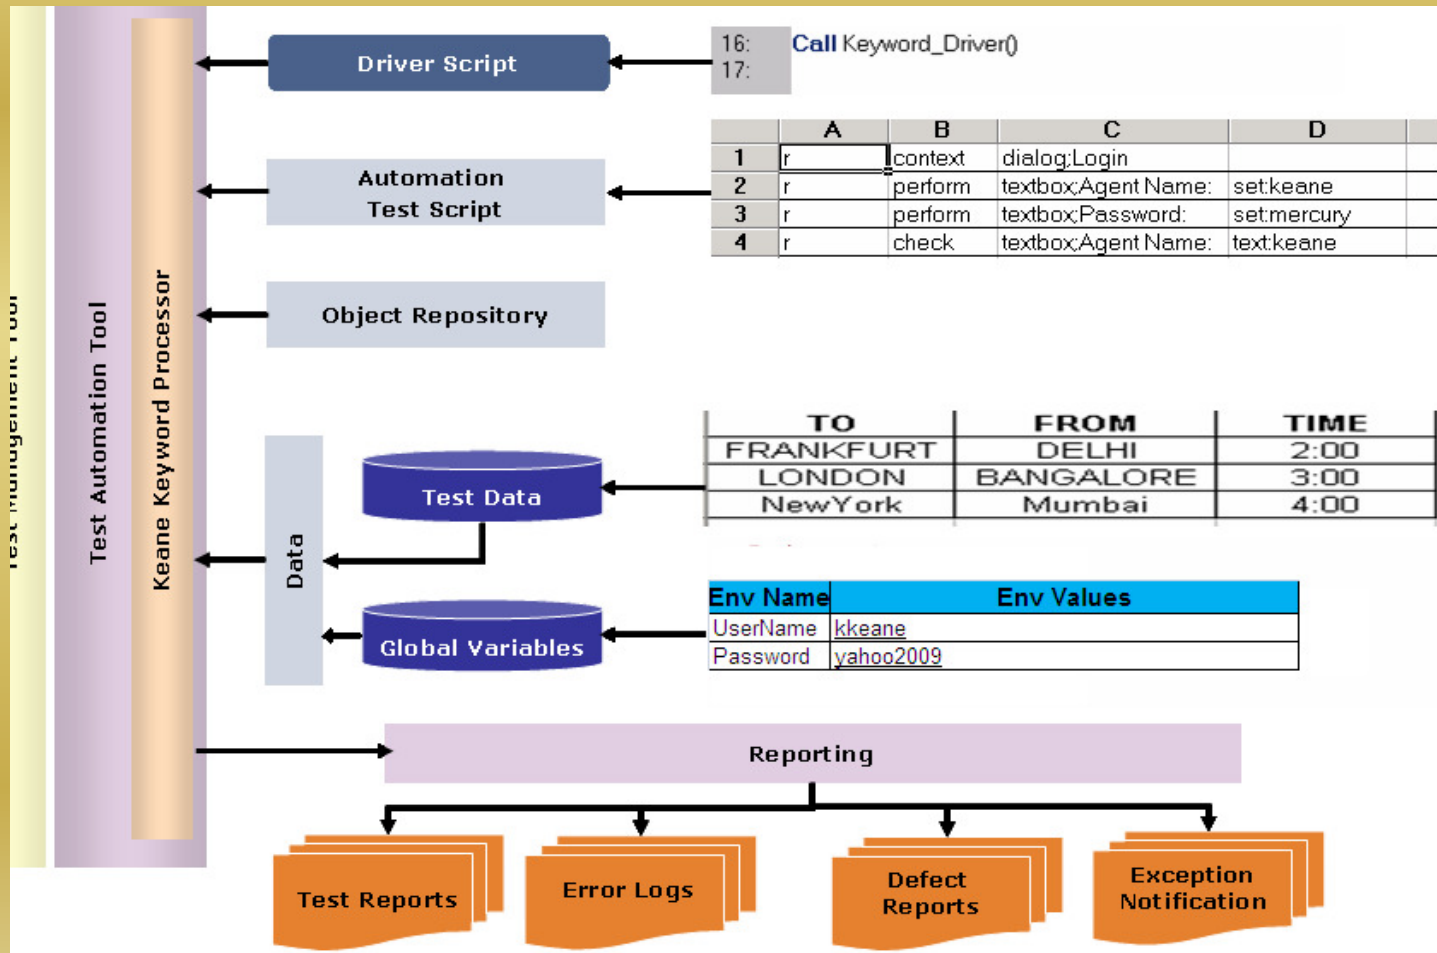 16: Call Keyword_Driver()
17:
Driver Script
A B C D
1 r context dialog;Login
2 r perform textbox;Agent Name: set:keane
3 r perform textbox;Password: set:mercury
4 r check textbox;Agent Name: text:keane
Automation
Test Script
Object Repository
Test Management Tool
Test Automation Tool
Keane Keyword Processor
TO FROM TIME
FRANKFURT DELHI 2:00
LONDON BANGALORE 3:00
NewYork Mumbai 4:00
Test Data
Data
Env Name Env Values
UserName kkeane
Password yahoo2009
Global Variables
Reporting
Test Reports
Error Logs
Defect
Reports
Exception
Notification